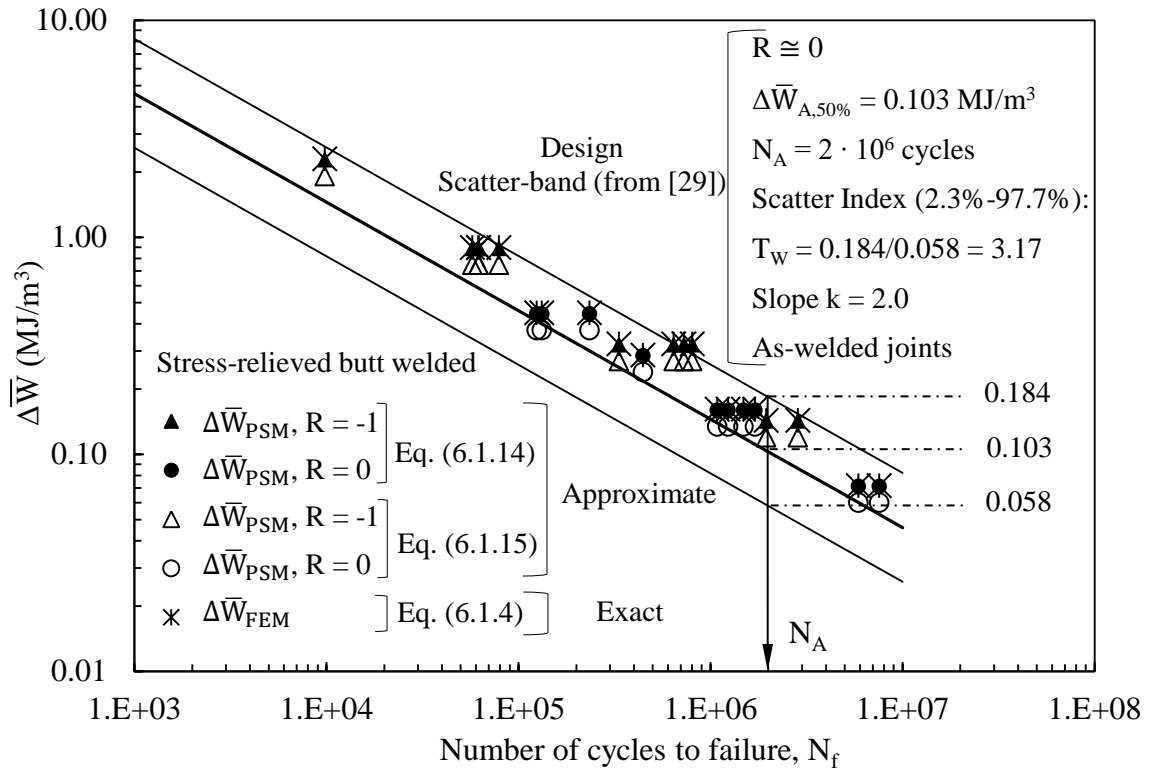 ΔW̅ (MJ/m³)
10.00
1.00
0.10
0.01
1.E+03
1.E+04
1.E+05
1.E+06
1.E+07
1.E+08
Number of cycles to failure, N_f
Design
Scatter-band (from [29])
R ≅ 0
ΔW̅_A,50% = 0.103 MJ/m³
N_A = 2 · 10⁶ cycles
Scatter Index (2.3%-97.7%):
T_W = 0.184/0.058 = 3.17
Slope k = 2.0
As-welded joints
0.184
0.103
0.058
N_A
Stress-relieved butt welded
ΔW̅_PSM, R = -1
ΔW̅_PSM, R = 0
Eq. (6.1.14)
ΔW̅_PSM, R = -1
ΔW̅_PSM, R = 0
Eq. (6.1.15)
Approximate
ΔW̅_FEM
Eq. (6.1.4)
Exact